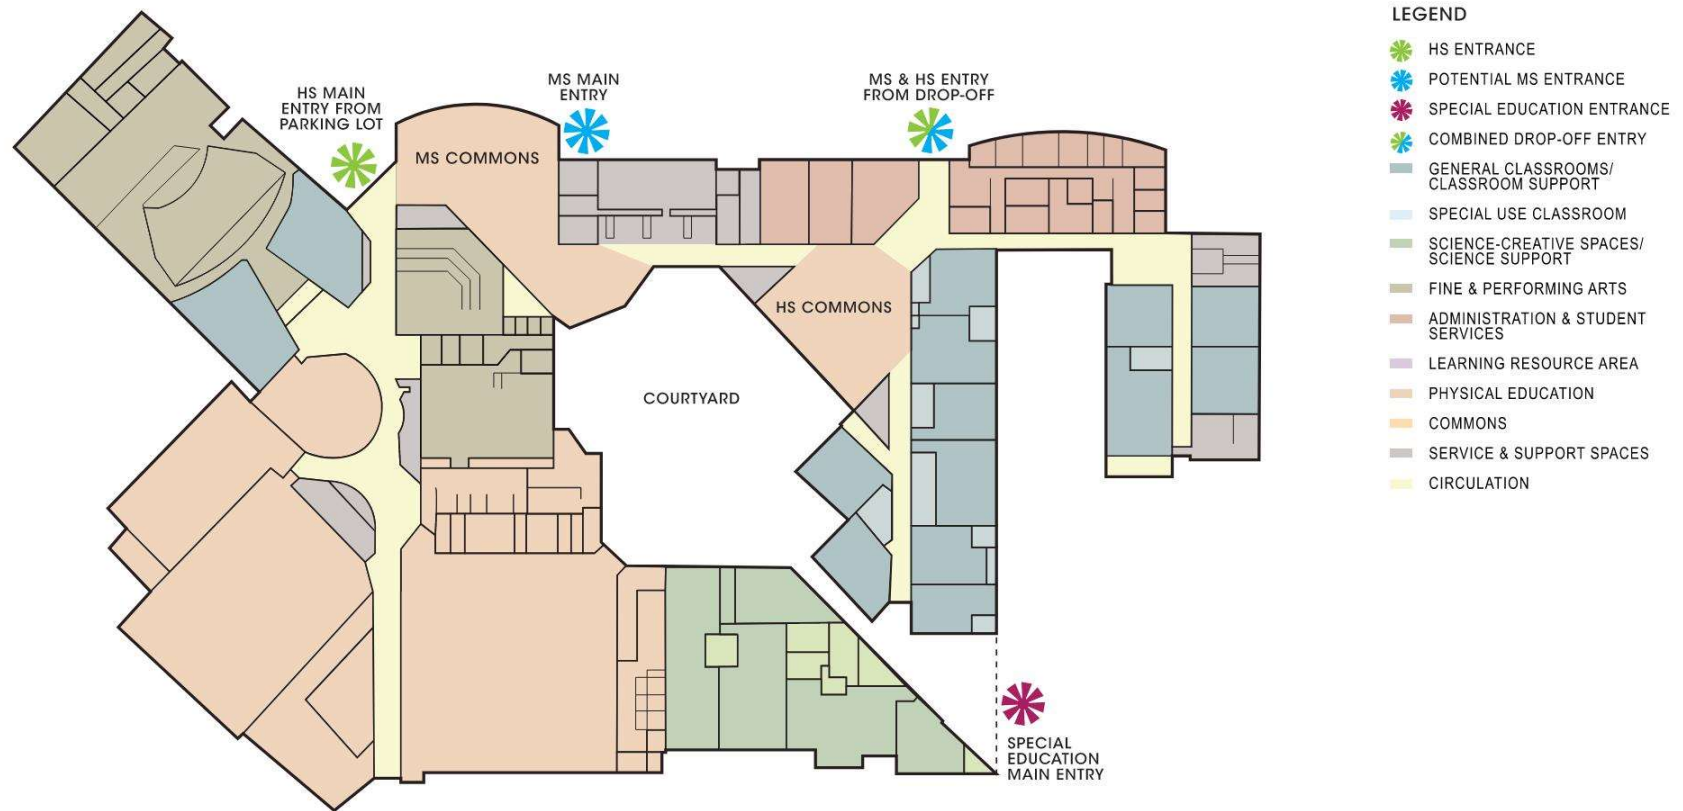 HS MAIN
ENTRY FROM
PARKING LOT
MS MAIN
ENTRY
MS & HS ENTRY
FROM DROP-OFF
MS COMMONS
HS COMMONS
COURTYARD
SPECIAL
EDUCATION
MAIN ENTRY
LEGEND
HS ENTRANCE
POTENTIAL MS ENTRANCE
SPECIAL EDUCATION ENTRANCE
COMBINED DROP-OFF ENTRY
GENERAL CLASSROOMS/
CLASSROOM SUPPORT
SPECIAL USE CLASSROOM
SCIENCE-CREATIVE SPACES/
SCIENCE SUPPORT
FINE & PERFORMING ARTS
ADMINISTRATION & STUDENT
SERVICES
LEARNING RESOURCE AREA
PHYSICAL EDUCATION
COMMONS
SERVICE & SUPPORT SPACES
CIRCULATION